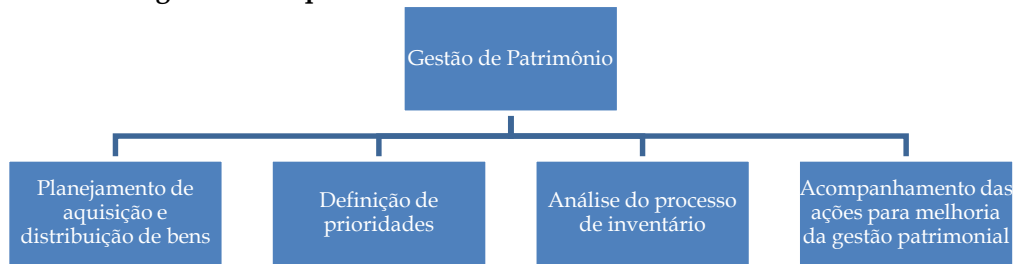 Gestão de Patrimônio
Planejamento de
aquisição e
distribuição de bens
Definição de
prioridades
Análise do processo
de inventário
Acompanhamento das
ações para melhoria
da gestão patrimonial